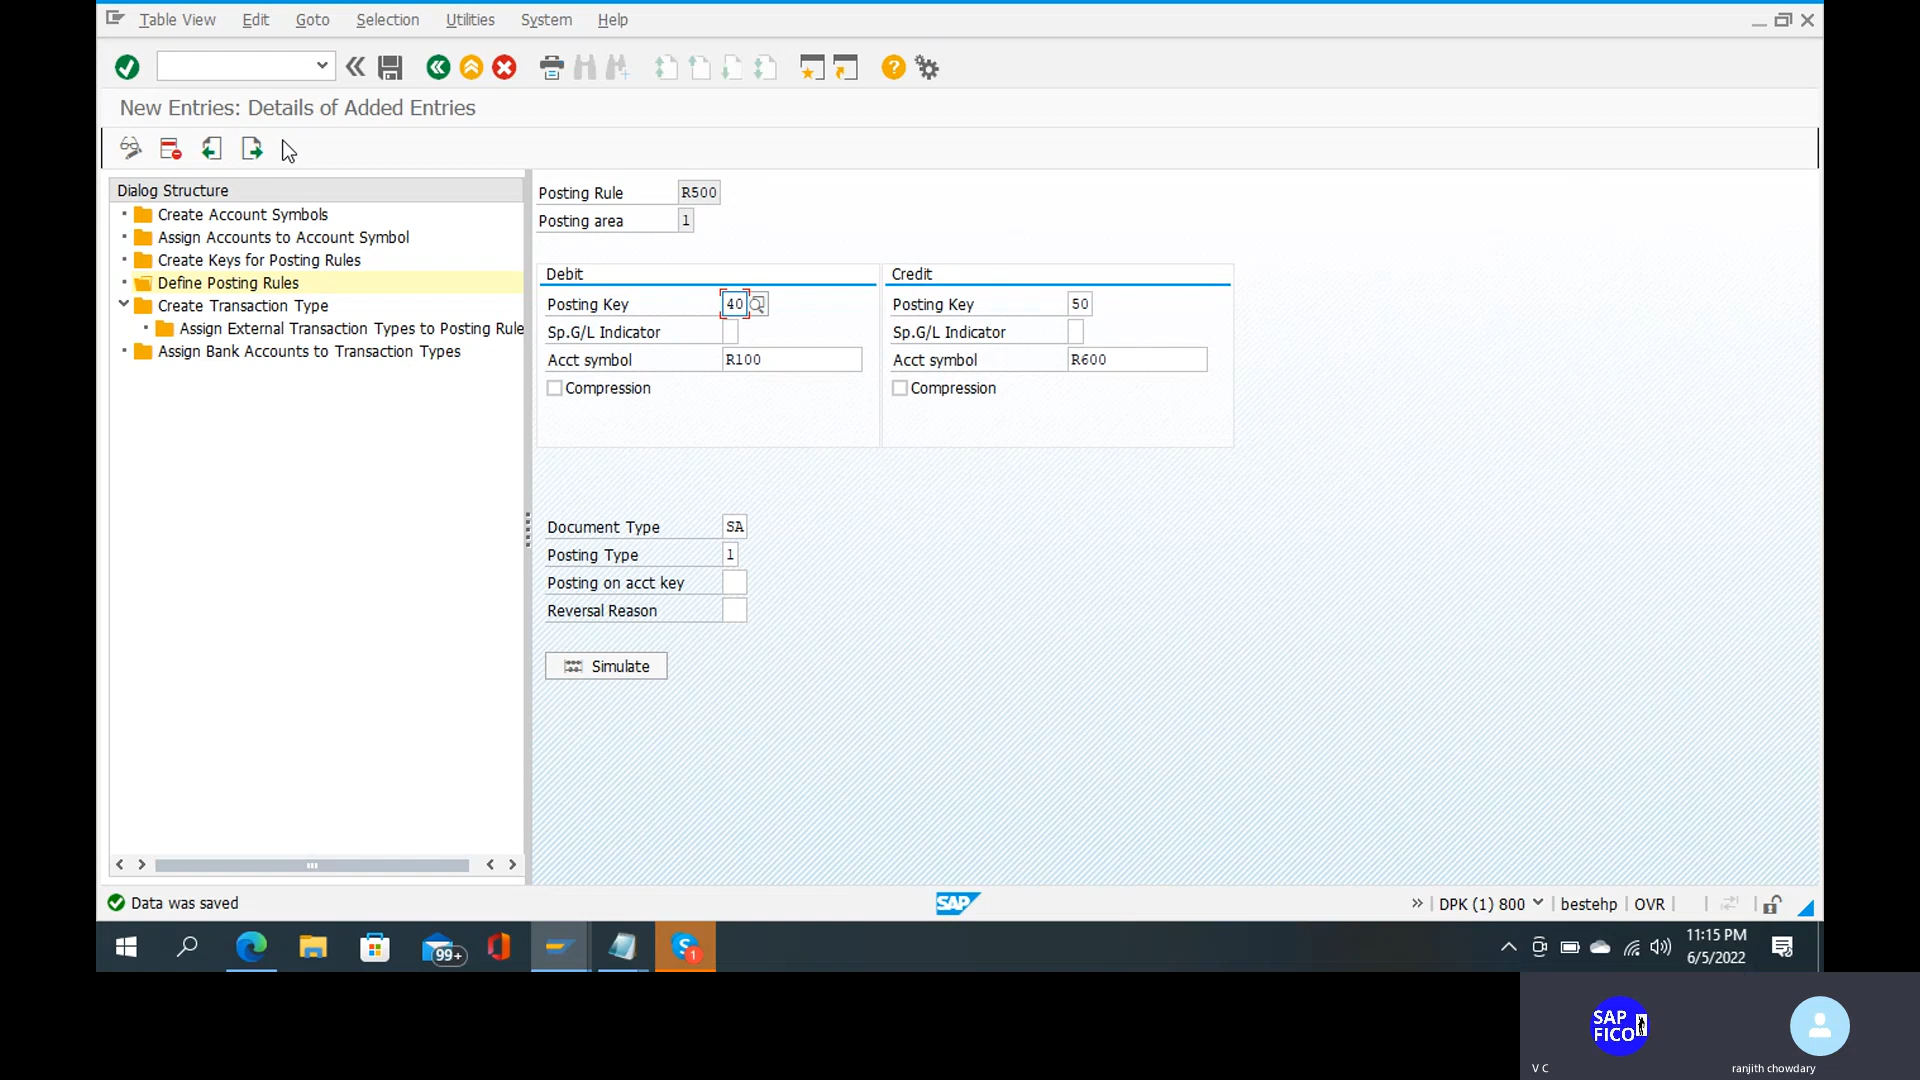 Table View Edit Goto Selection Utilities System Help
New Entries: Details of Added Entries
Dialog Structure
Create Account Symbols
Assign Accounts to Account Symbol
Create Keys for Posting Rules
Define Posting Rules
Create Transaction Type
Assign External Transaction Types to Posting Rule
Assign Bank Accounts to Transaction Types
Posting Rule R500
Posting area 1
Debit Credit
Posting Key 40 Posting Key 50
Sp.G/L Indicator Sp.G/L Indicator
Acct symbol R100 Acct symbol R600
Compression Compression
Document Type SA
Posting Type 1
Posting on acct key
Reversal Reason
Simulate
Data was saved SAP DPK (1) 800 bestehp OVR
99+ S 1 11:15 PM
6/5/2022
SAP
FICO
V C ranjith chowdary